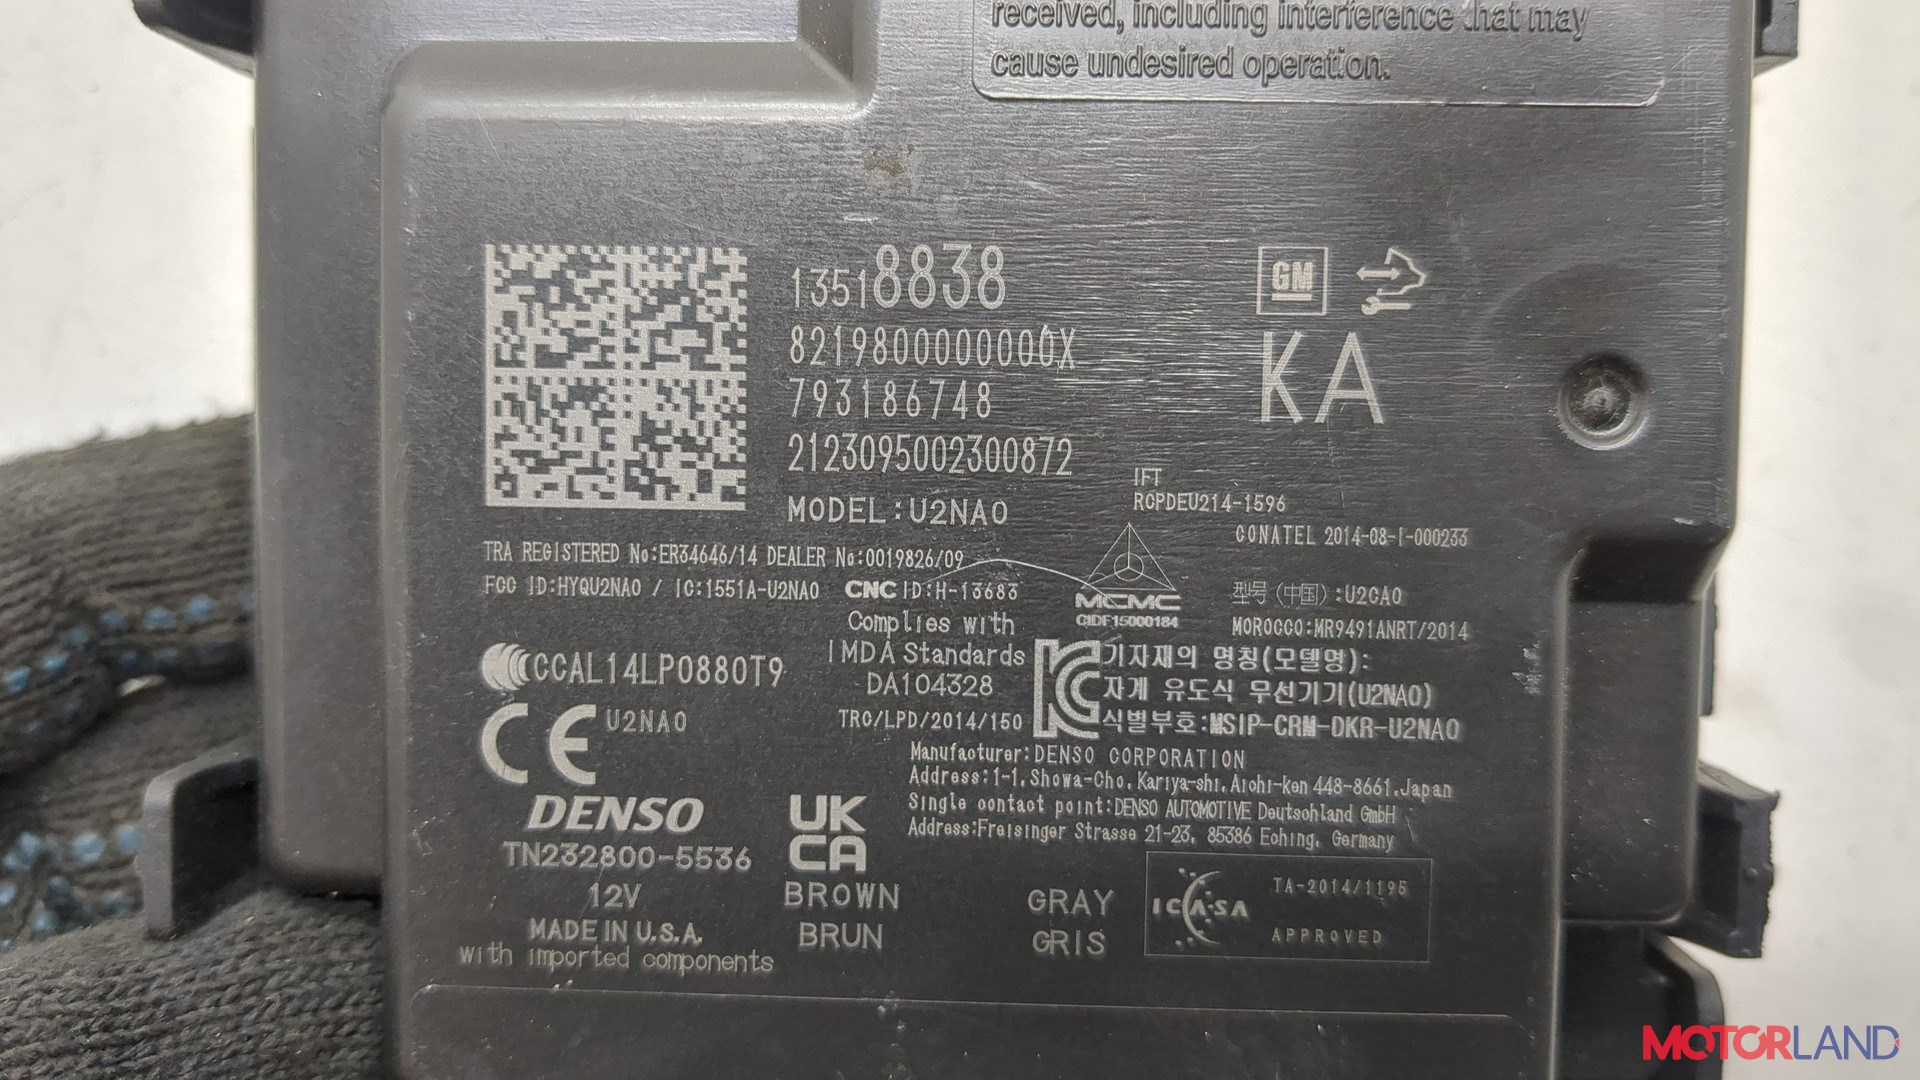 received, including interference that may
cause undesired operation.
13518838
8219800000000X
793186748
2123095002300872
MODEL:U2NA0
GM
KA
IFT
RCPDEU214-1596
CONATEL 2014-08-I-000233
TRA REGISTERED No:ER34646/14 DEALER No:0019826/09
FCC ID:HYQU2NA0 / IC:1551A-U2NA0
CNC ID:H-13683
MCMC
CIDF15000184
型号（中国）:U2CA0
MOROCCO:MR9491ANRT/2014
Complies with
IMDA Standards
DA104328
TRC/LPD/2014/150
CCAL14LP0880T9
CE U2NA0
기자재의 명칭(모델명):
자계 유도식 무선기기(U2NA0)
식별부호:MSIP-CRM-DKR-U2NA0
Manufacturer:DENSO CORPORATION
Address:1-1, Showa-Cho, Kariya-shi, Aichi-ken 448-8661,Japan
Single contact point:DENSO AUTOMOTIVE Deutschland GmbH
Address:Freisinger Strasse 21-23, 85386 Eching, Germany
DENSO
TN232800-5536
12V
MADE IN U.S.A.
with imported components
UK
CA
BROWN
BRUN
GRAY
GRIS
ICASA
TA-2014/1195
APPROVED
MOTORLAND